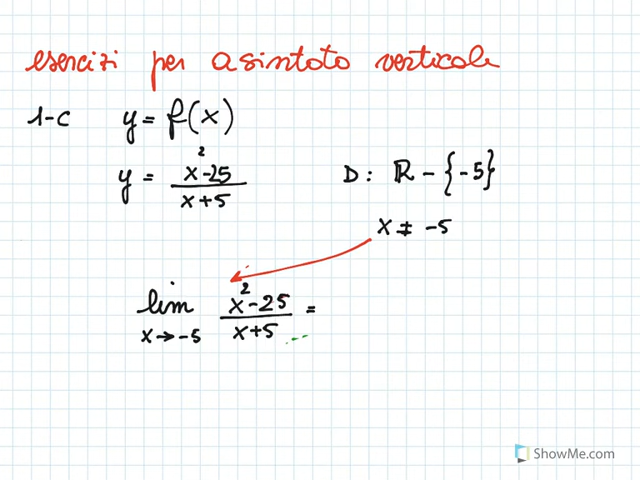 esercizi per asintoto verticale
1-c y = f(x)
y = x²-25 / x+5 D: ℝ - {-5}
x ≠ -5
lim x→-5 x²-25 / x+5 =
ShowMe.com